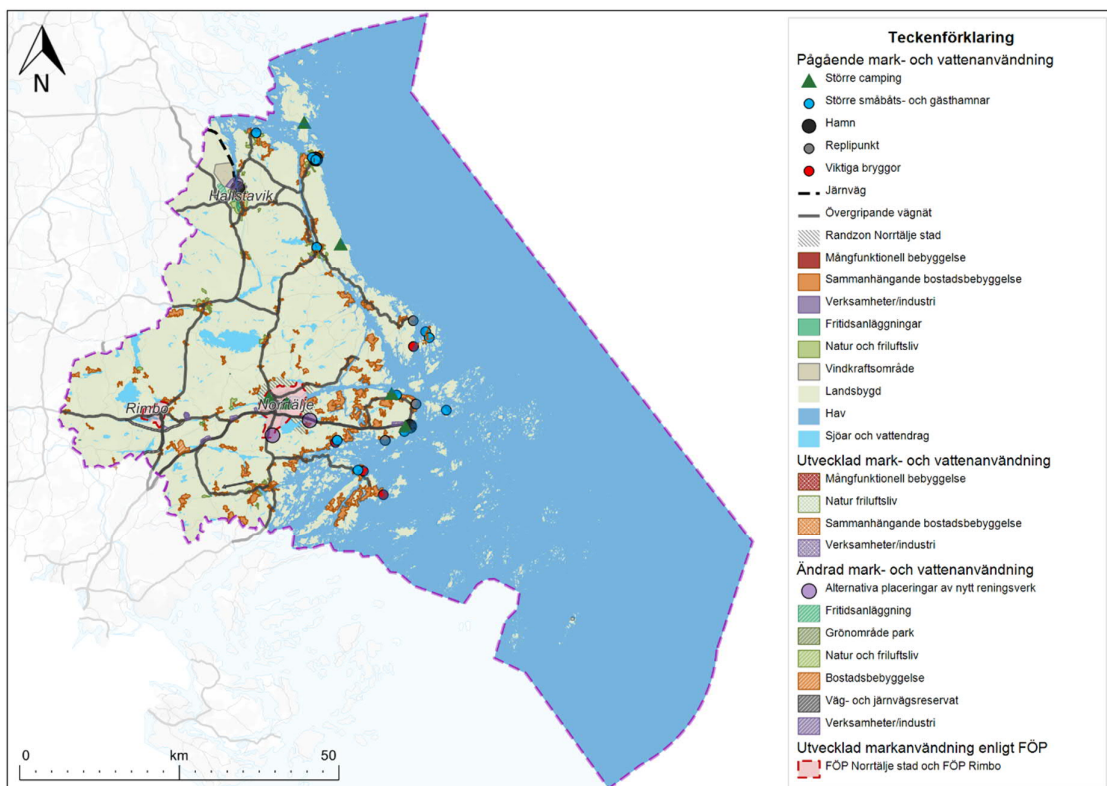 N
Hallstavik
Rimbo
Norrtälje
0 km 50
Teckenförklaring
Pågående mark- och vattenanvändning
Större camping
Större småbåts- och gästhamnar
Hamn
Replipunkt
Viktiga bryggor
Järnväg
Övergripande vägnät
Randzon Norrtälje stad
Mångfunktionell bebyggelse
Sammanhängande bostadsbebyggelse
Verksamheter/industri
Fritidsanläggningar
Natur och friluftsliv
Vindkraftsområde
Landsbygd
Hav
Sjöar och vattendrag
Utvecklad mark- och vattenanvändning
Mångfunktionell bebyggelse
Natur friluftsliv
Sammanhängande bostadsbebyggelse
Verksamheter/industri
Ändrad mark- och vattenanvändning
Alternativa placeringar av nytt reningsverk
Fritidsanläggning
Grönområde park
Natur och friluftsliv
Bostadsbebyggelse
Väg- och järnvägsreservat
Verksamheter/industri
Utvecklad markanvändning enligt FÖP
FÖP Norrtälje stad och FÖP Rimbo